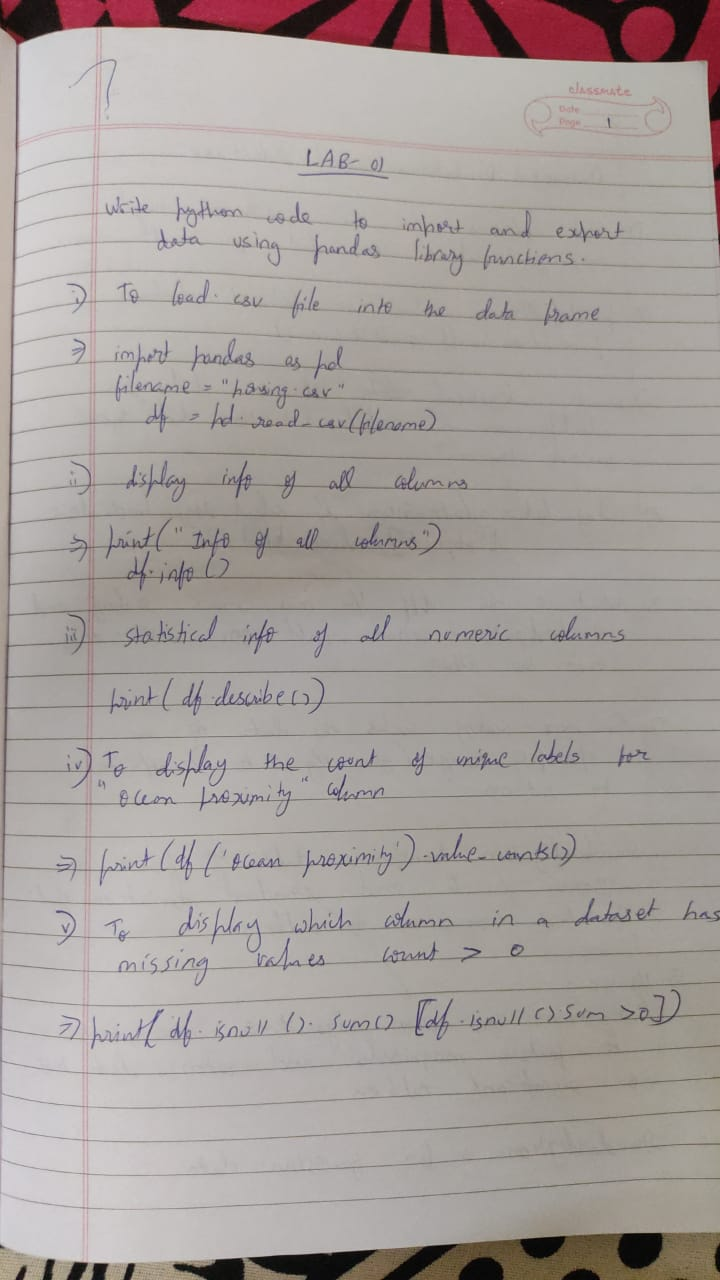 ?
classmate
Date
Page 1
LAB-01
Write python code to import and export
data using pandas library functions.
i) To load csv file into the data frame
⇒ import pandas as pd
filename = "housing.csv"
df = pd.read_csv(filename)
ii) display info of all columns
⇒ print("Info of all columns")
df.info()
iii) statistical info of all numeric columns
print(df.describe())
iv) To display the count of unique labels for
"ocean proximity" column
⇒ print(df('ocean proximity').value_counts())
v) To display which column in a dataset has
missing values count > 0
⇒ print(df.isnull().sum()[df.isnull()sum>0])